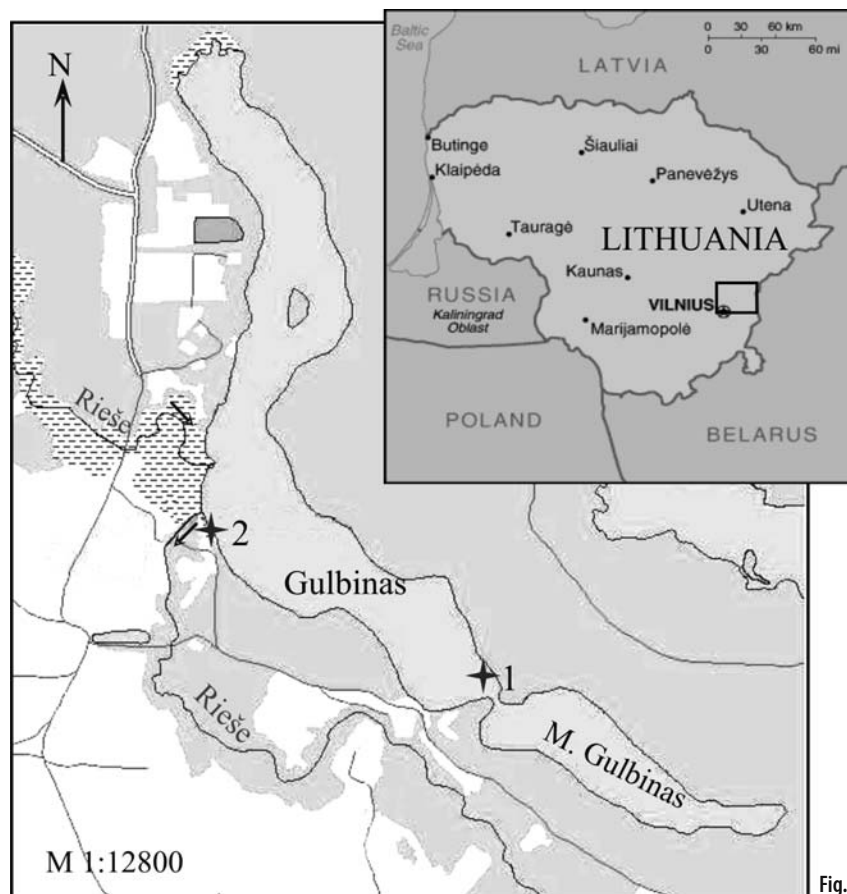 N
Rieše
2
Gulbinas
1
Rieše
M. Gulbinas
M 1:12800
Baltic
Sea
0 30 60 km
0 30 60 mi
LATVIA
Butinge
Šiauliai
Klaipėda
Panevėžys
Utena
Tauragė
LITHUANIA
Kaunas
RUSSIA
Kaliningrad
Oblast
VILNIUS
Marijamopolė
POLAND
BELARUS
Fig.